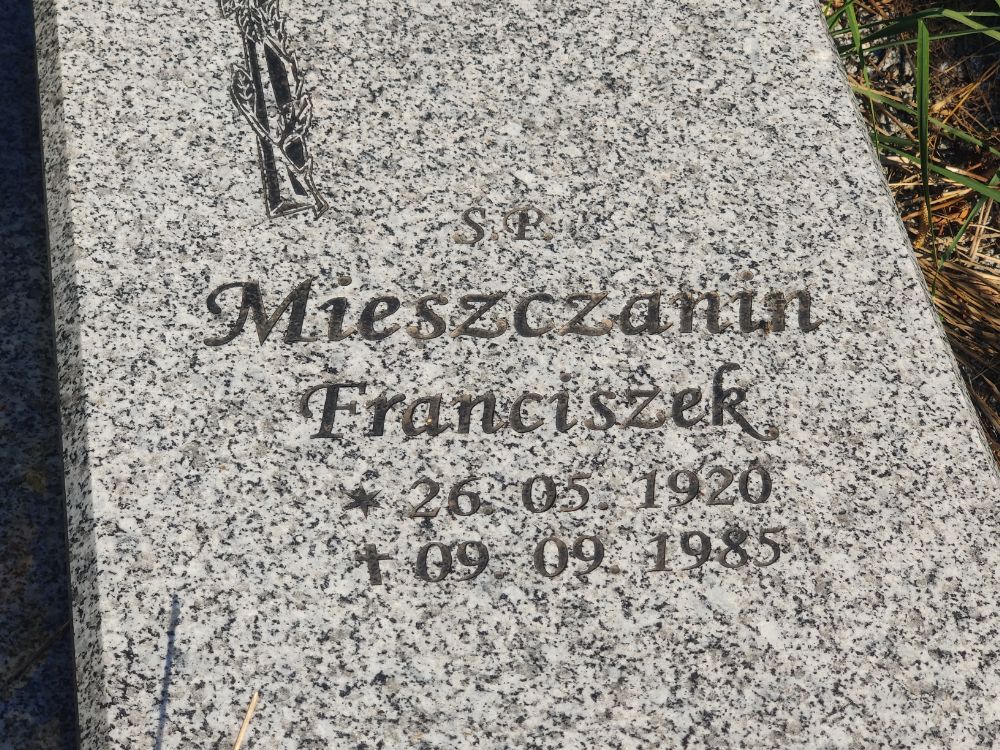 Ś.P.
Mieszczanin
Franciszek
* 26. 05. 1920
† 09. 09. 1985